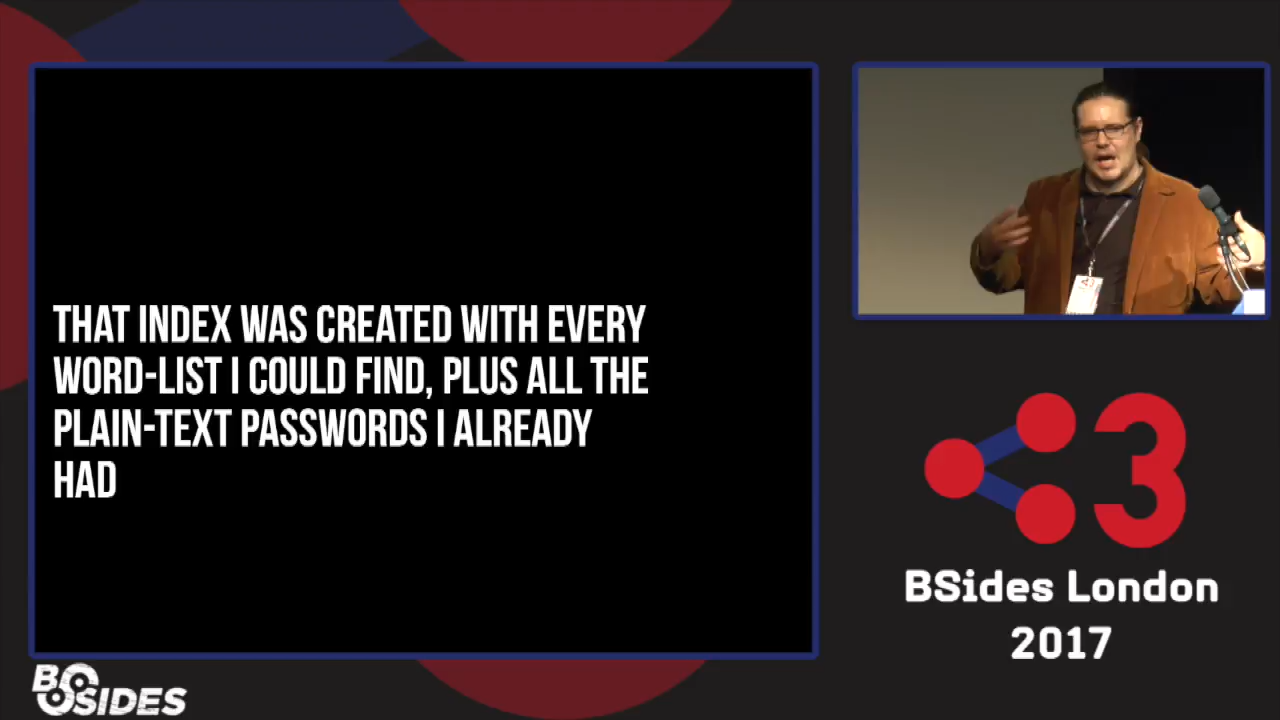 THAT INDEX WAS CREATED WITH EVERY
WORD-LIST I COULD FIND, PLUS ALL THE
PLAIN-TEXT PASSWORDS I ALREADY
HAD
<3
BSides London
2017
BSIDES